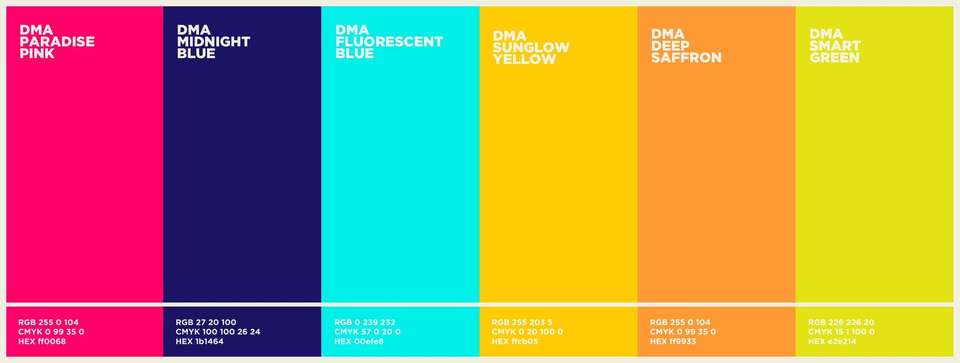 DMA
PARADISE
PINK
DMA
MIDNIGHT
BLUE
DMA
FLUORESCENT
BLUE
DMA
SUNGLOW
YELLOW
DMA
DEEP
SAFFRON
DMA
SMART
GREEN
RGB 255 0 104
CMYK 0 99 35 0
HEX ff0068
RGB 27 20 100
CMYK 100 100 26 24
HEX 1b1464
RGB 0 239 232
CMYK 57 0 20 0
HEX 00efe8
RGB 255 203 5
CMYK 0 20 100 0
HEX ffcb05
RGB 255 0 104
CMYK 0 99 35 0
HEX ff9933
RGB 226 226 20
CMYK 15 1 100 0
HEX e2e214